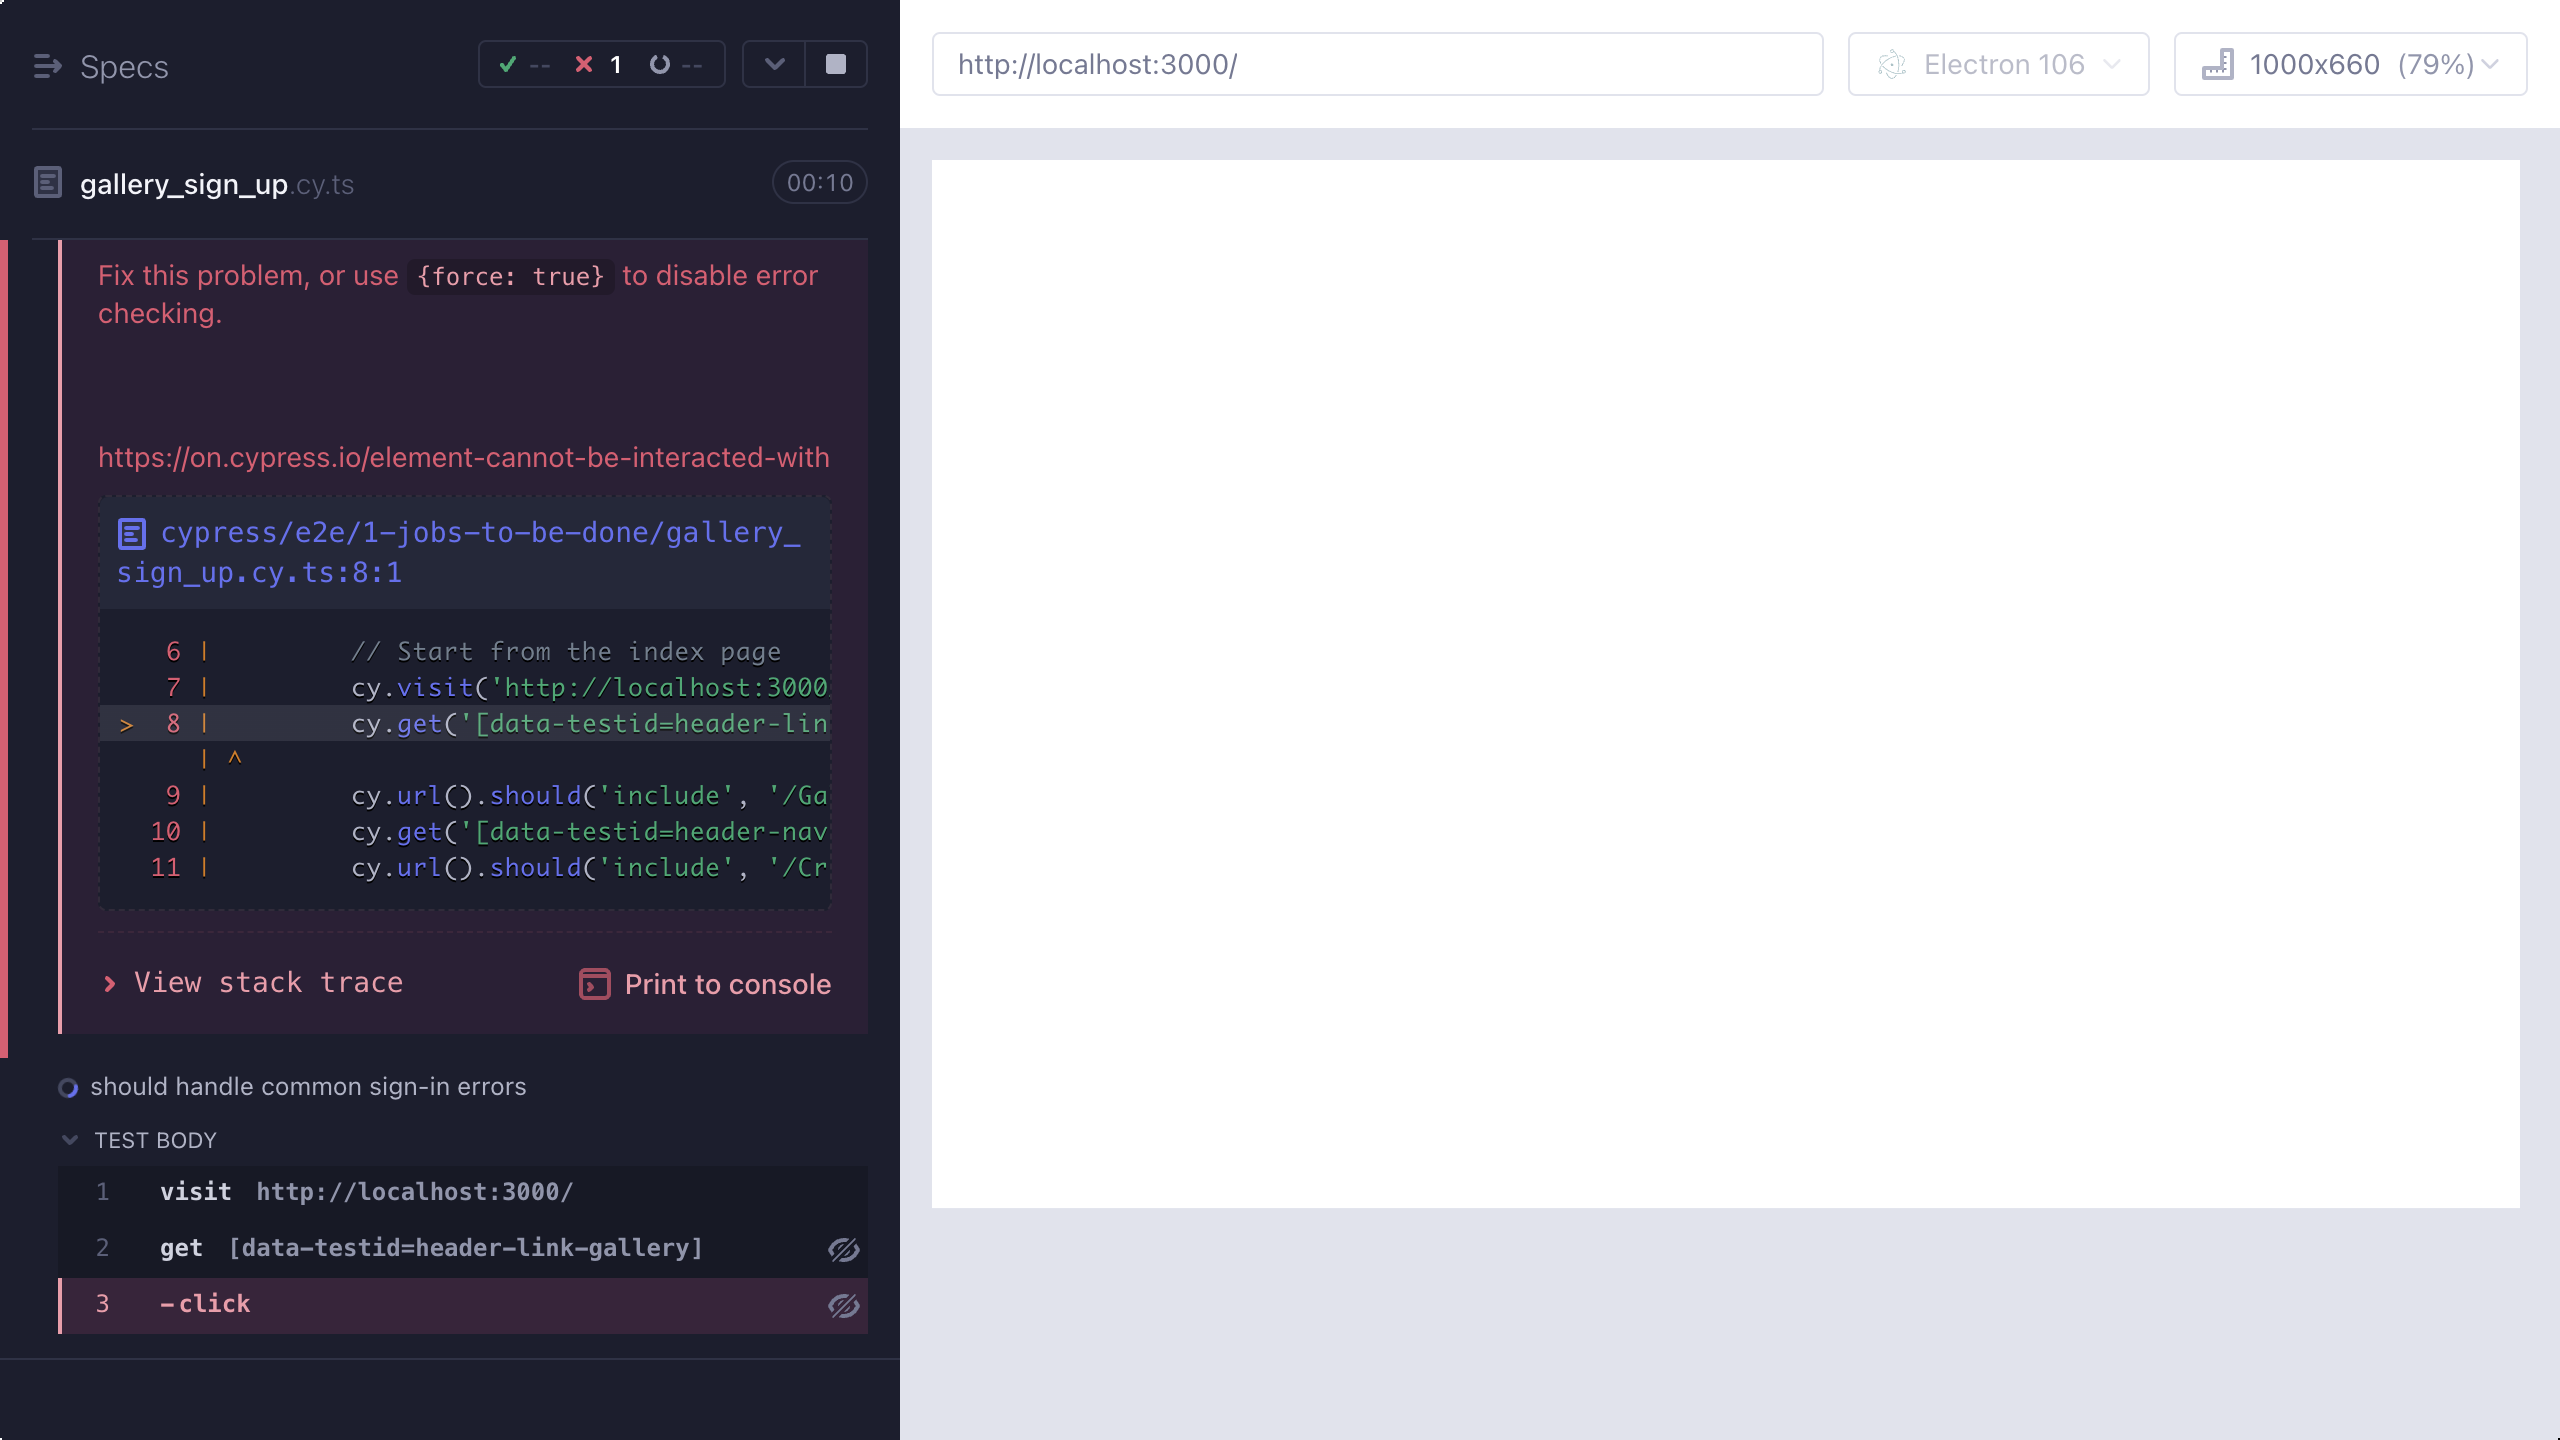 Specs
-- 1 --
http://localhost:3000/
Electron 106
1000x660 (79%)
gallery_sign_up.cy.ts
00:10
Fix this problem, or use {force: true} to disable error
checking.
https://on.cypress.io/element-cannot-be-interacted-with
cypress/e2e/1-jobs-to-be-done/gallery_
sign_up.cy.ts:8:1
6 | // Start from the index page
7 | cy.visit('http://localhost:3000
> 8 | cy.get('[data-testid=header-lin
| ^
9 | cy.url().should('include', '/Ga
10 | cy.get('[data-testid=header-nav
11 | cy.url().should('include', '/Cr
View stack trace
Print to console
should handle common sign-in errors
TEST BODY
1 visit http://localhost:3000/
2 get [data-testid=header-link-gallery]
3 -click